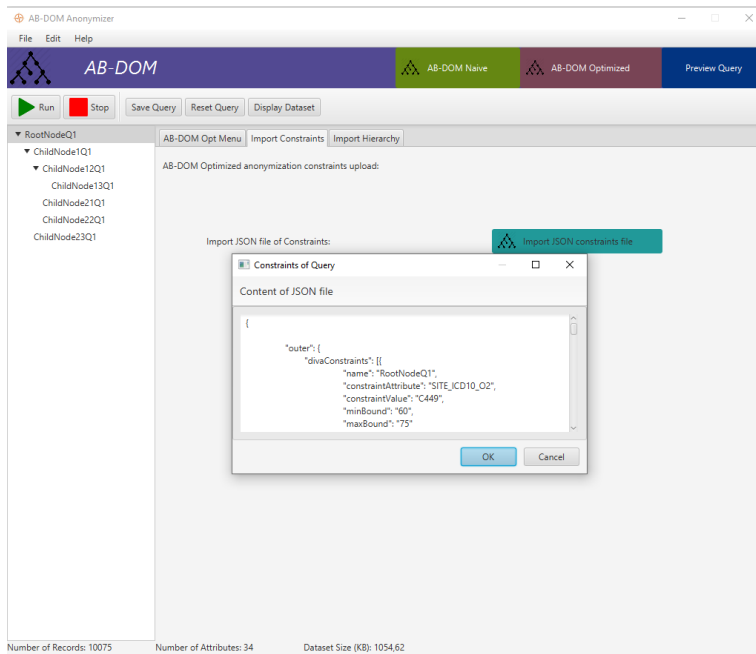 AB-DOM Anonymizer
File Edit Help
AB-DOM
AB-DOM Naive
AB-DOM Optimized
Preview Query
Run Stop Save Query Reset Query Display Dataset
RootNodeQ1
ChildNode1Q1
ChildNode12Q1
ChildNode13Q1
ChildNode21Q1
ChildNode22Q1
ChildNode23Q1
AB-DOM Opt Menu Import Constraints Import Hierarchy
AB-DOM Optimized anonymization constraints upload:
Import JSON file of Constraints:
Import JSON constraints file
Constraints of Query
Content of JSON file
{
"outer": {
"divaConstraints": [{
"name": "RootNodeQ1",
"constraintAttribute": "SITE_ICD10_O2",
"constraintValue": "C449",
"minBound": "60",
"maxBound": "75"
OK Cancel
Number of Records: 10075 Number of Attributes: 34 Dataset Size (KB): 1054,62